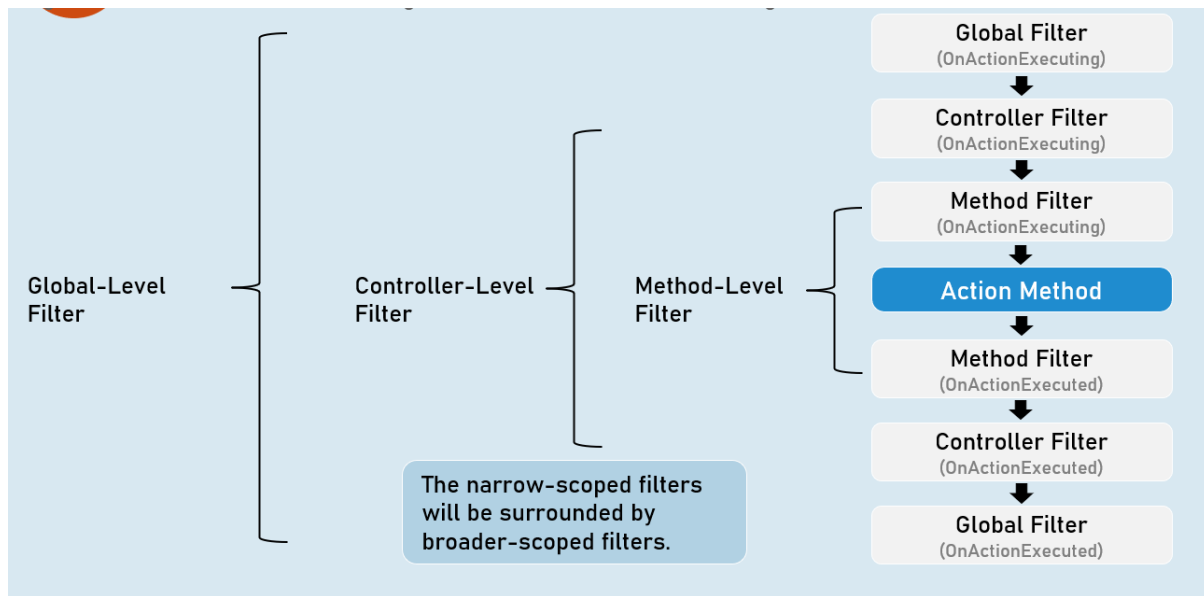 Global Filter
(OnActionExecuting)
Controller Filter
(OnActionExecuting)
Method Filter
(OnActionExecuting)
Global-Level
Filter
Controller-Level
Filter
Method-Level
Filter
Action Method
Method Filter
(OnActionExecuted)
Controller Filter
(OnActionExecuted)
The narrow-scoped filters
will be surrounded by
broader-scoped filters.
Global Filter
(OnActionExecuted)